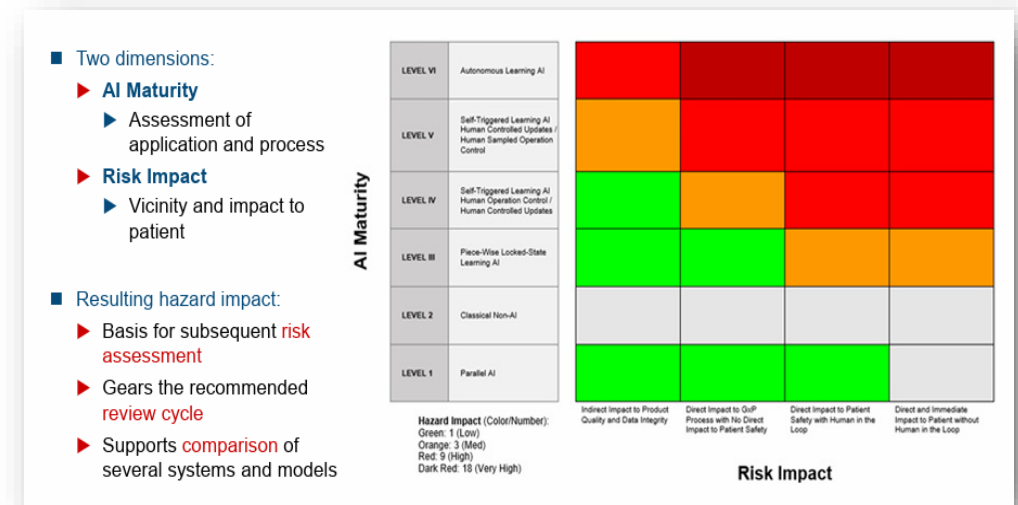 Two dimensions:
AI Maturity
Assessment of
application and process
Risk Impact
Vicinity and impact to
patient
Resulting hazard impact:
Basis for subsequent risk
assessment
Gears the recommended
review cycle
Supports comparison of
several systems and models
AI Maturity
LEVEL VI
Autonomous Learning AI
LEVEL V
Self-Triggered Learning AI
Human Controlled Updates /
Human Sampled Operation
Control
LEVEL IV
Self-Triggered Learning AI
Human Operation Control /
Human Controlled Updates
LEVEL III
Piece-Wise Locked-State
Learning AI
LEVEL 2
Classical Non-AI
LEVEL 1
Parallel AI
Indirect Impact to Product
Quality and Data Integrity
Direct Impact to GxP
Process with No Direct
Impact to Patient Safety
Direct Impact to Patient
Safety with Human in the
Loop
Direct and Immediate
Impact to Patient without
Human in the Loop
Hazard Impact (Color/Number):
Green: 1 (Low)
Orange: 3 (Med)
Red: 9 (High)
Dark Red: 18 (Very High)
Risk Impact